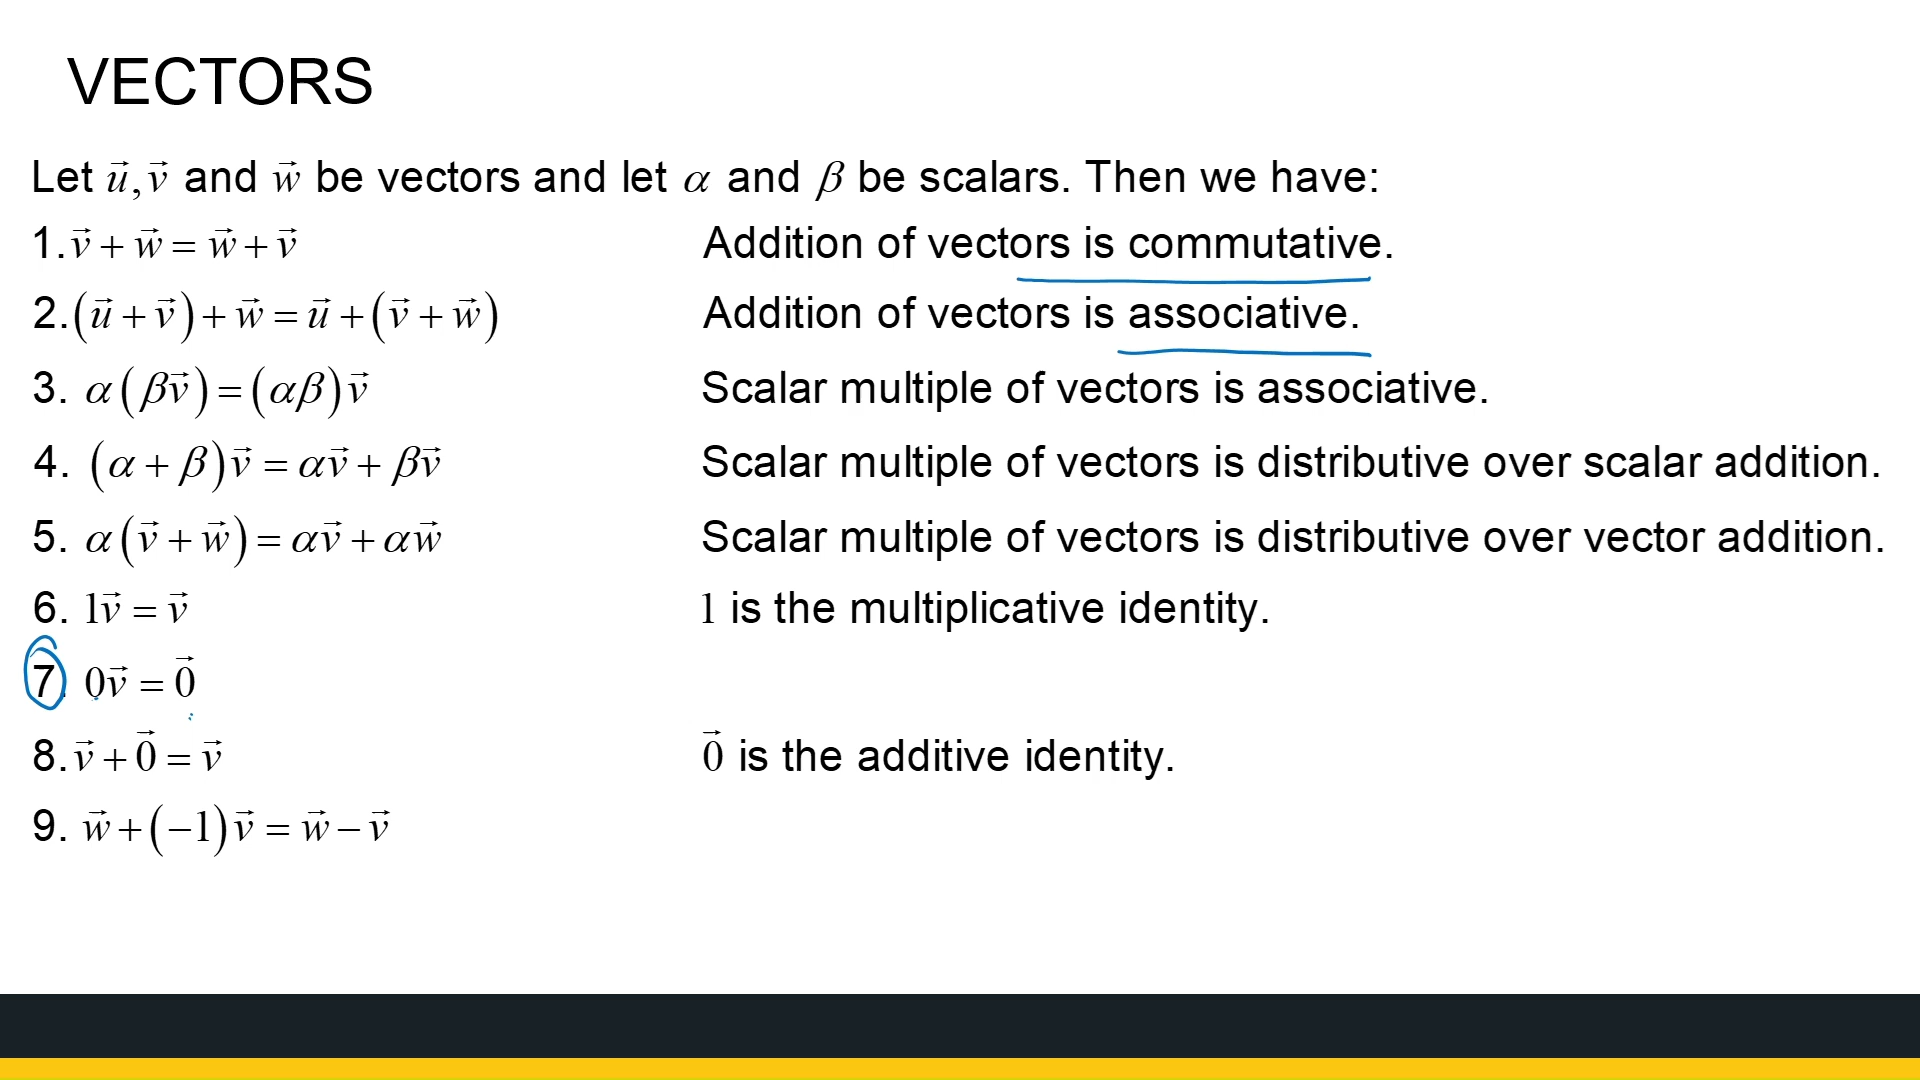 VECTORS
Let u⃗, v⃗ and w⃗ be vectors and let α and β be scalars. Then we have:
1. v⃗ + w⃗ = w⃗ + v⃗ Addition of vectors is commutative.
2. (u⃗ + v⃗) + w⃗ = u⃗ + (v⃗ + w⃗) Addition of vectors is associative.
3. α(βv⃗) = (αβ)v⃗ Scalar multiple of vectors is associative.
4. (α + β)v⃗ = αv⃗ + βv⃗ Scalar multiple of vectors is distributive over scalar addition.
5. α(v⃗ + w⃗) = αv⃗ + αw⃗ Scalar multiple of vectors is distributive over vector addition.
6. 1v⃗ = v⃗ 1 is the multiplicative identity.
7. 0v⃗ = 0⃗
8. v⃗ + 0⃗ = v⃗ 0⃗ is the additive identity.
9. w⃗ + (−1)v⃗ = w⃗ − v⃗